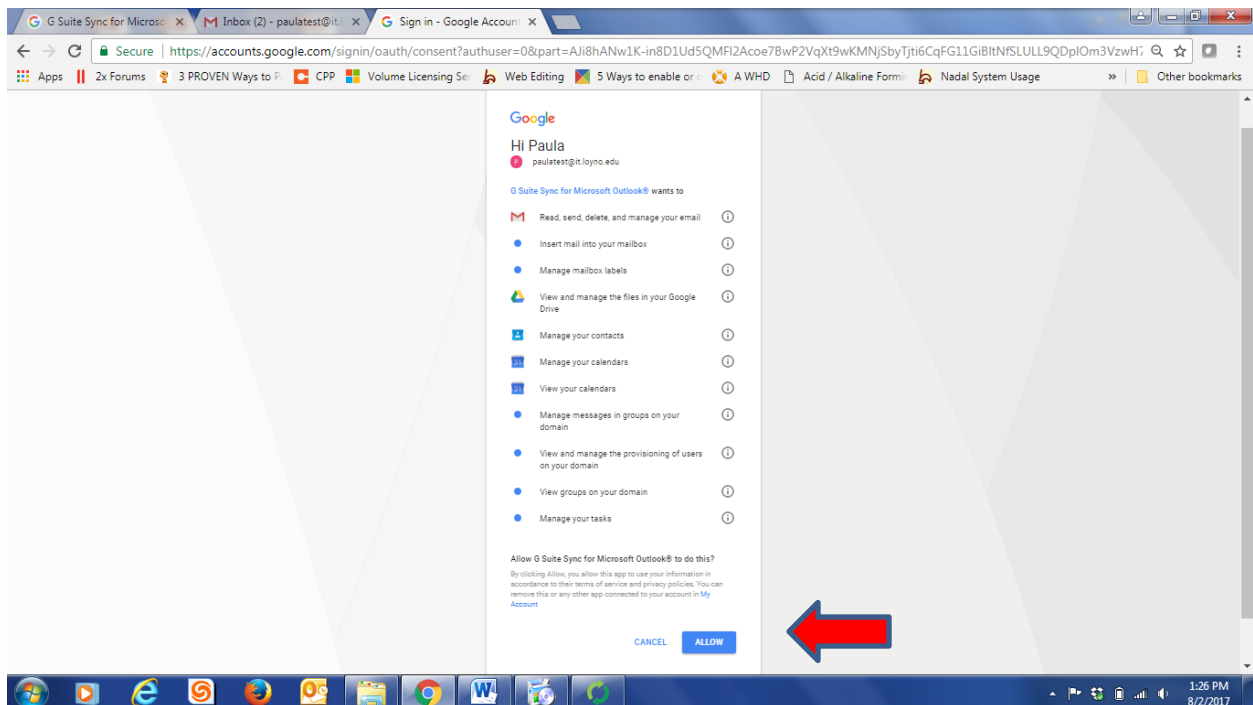 G Suite Sync for Microso
Inbox (2) - paulatest@it.l
Sign in - Google Account
Secure | https://accounts.google.com/signin/oauth/consent?authuser=0&part=AJi8hANw1K-in8D1Ud5QMFI2Acoe7BwP2VqXt9wKMNjSbyTjti6CqFG11GiBItNfSLULL9QDpIOm3VzwH7
Apps 2x Forums 3 PROVEN Ways to P CPP Volume Licensing Ser Web Editing 5 Ways to enable or A WHD Acid / Alkaline Formi Nadal System Usage » Other bookmarks
Google
Hi Paula
P paulatest@it.loyno.edu
G Suite Sync for Microsoft Outlook® wants to
Read, send, delete, and manage your email
Insert mail into your mailbox
Manage mailbox labels
View and manage the files in your Google
Drive
Manage your contacts
31 Manage your calendars
31 View your calendars
Manage messages in groups on your
domain
View and manage the provisioning of users
on your domain
View groups on your domain
Manage your tasks
Allow G Suite Sync for Microsoft Outlook® to do this?
By clicking Allow, you allow this app to use your information in
accordance to their terms of service and privacy policies. You can
remove this or any other app connected to your account in My
Account
CANCEL ALLOW
1:26 PM
8/2/2017